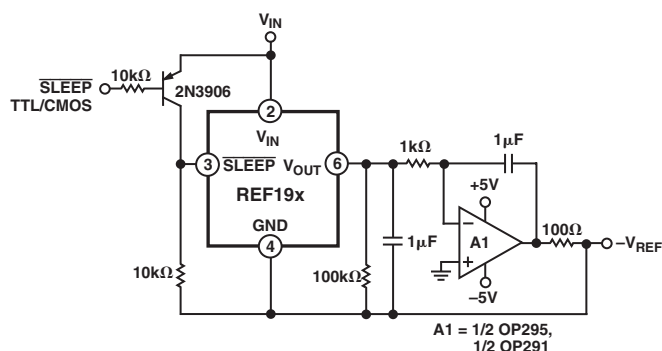 V_IN
10kΩ
SLEEP
TTL/CMOS
2N3906
2
V_IN
3
SLEEP
V_OUT
6
REF19x
GND
4
10kΩ
100kΩ
1μF
1kΩ
1μF
+5V
−
A1
+
−5V
100Ω
−V_REF
A1 = 1/2 OP295,
1/2 OP291